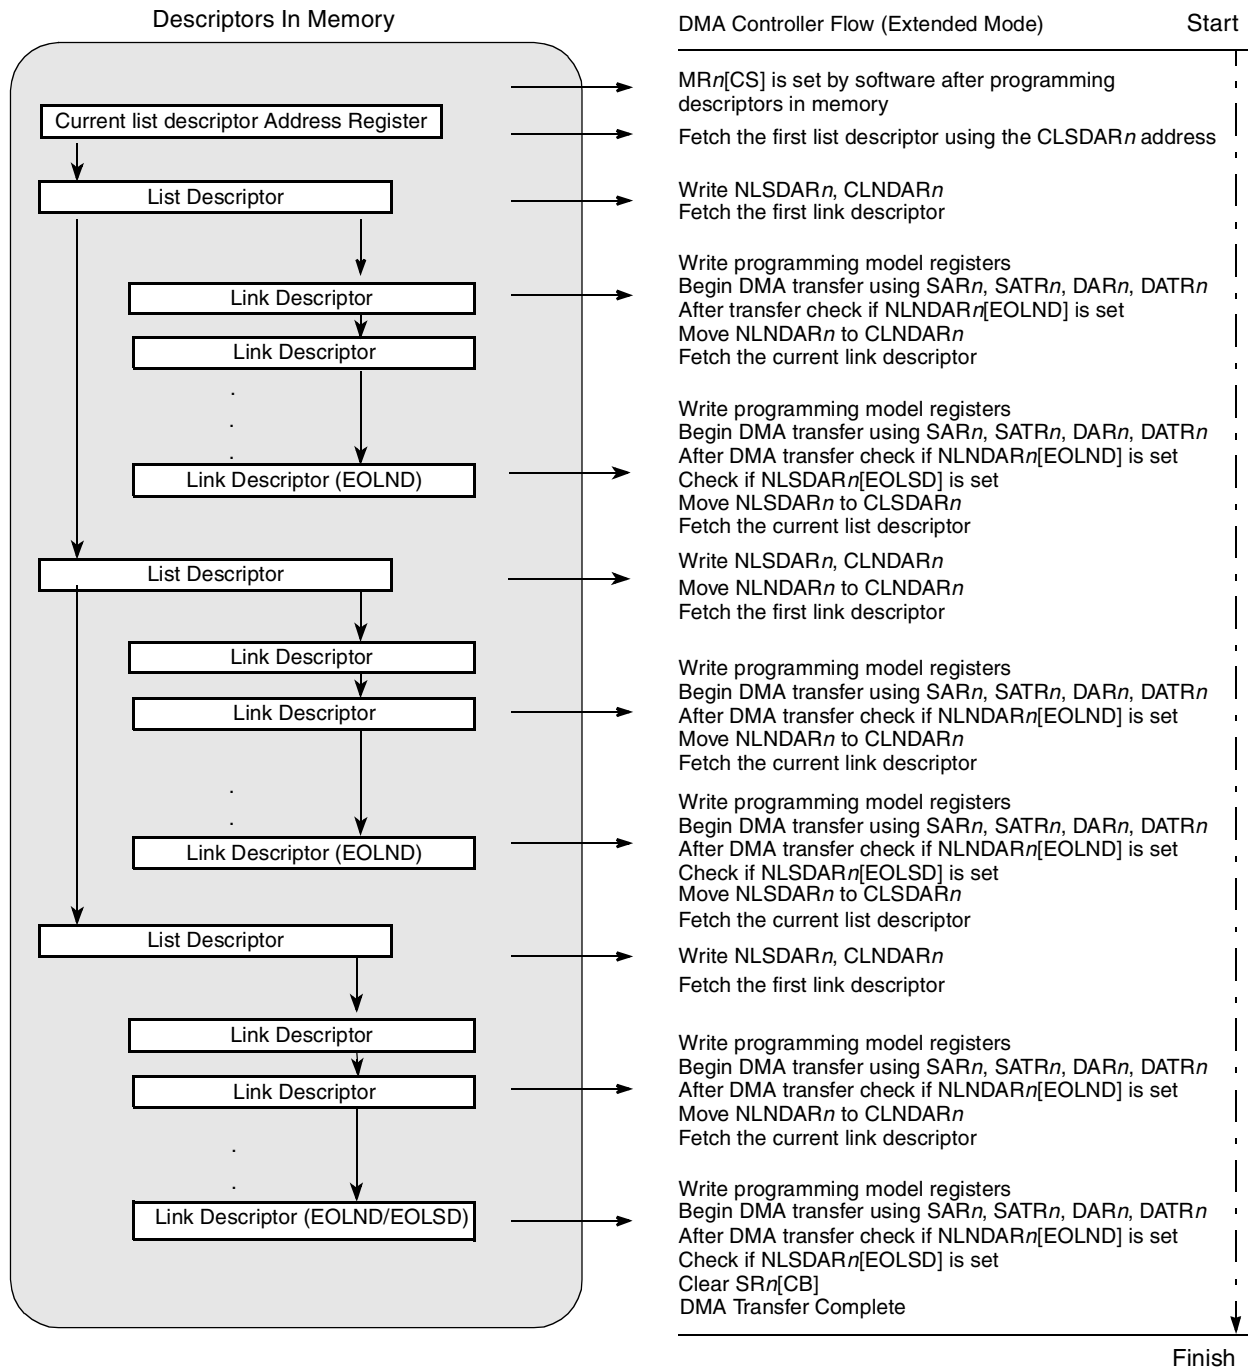 Descriptors In Memory
DMA Controller Flow (Extended Mode)
Start
MRn[CS] is set by software after programming
descriptors in memory
Current list descriptor Address Register
Fetch the first list descriptor using the CLSDARn address
List Descriptor
Write NLSDARn, CLNDARn
Fetch the first link descriptor
Link Descriptor
Write programming model registers
Begin DMA transfer using SARn, SATRn, DARn, DATRn
After transfer check if NLNDARn[EOLND] is set
Move NLNDARn to CLNDARn
Fetch the current link descriptor
Link Descriptor
.
.
.
Link Descriptor (EOLND)
Write programming model registers
Begin DMA transfer using SARn, SATRn, DARn, DATRn
After DMA transfer check if NLNDARn[EOLND] is set
Check if NLSDARn[EOLSD] is set
Move NLSDARn to CLSDARn
Fetch the current list descriptor
List Descriptor
Write NLSDARn, CLNDARn
Move NLNDARn to CLNDARn
Fetch the first link descriptor
Link Descriptor
Link Descriptor
Write programming model registers
Begin DMA transfer using SARn, SATRn, DARn, DATRn
After DMA transfer check if NLNDARn[EOLND] is set
Move NLNDARn to CLNDARn
Fetch the current link descriptor
.
.
Link Descriptor (EOLND)
Write programming model registers
Begin DMA transfer using SARn, SATRn, DARn, DATRn
After DMA transfer check if NLNDARn[EOLND] is set
Check if NLSDARn[EOLSD] is set
Move NLSDARn to CLSDARn
Fetch the current list descriptor
List Descriptor
Write NLSDARn, CLNDARn
Fetch the first link descriptor
Link Descriptor
Link Descriptor
Write programming model registers
Begin DMA transfer using SARn, SATRn, DARn, DATRn
After DMA transfer check if NLNDARn[EOLND] is set
Move NLNDARn to CLNDARn
Fetch the current link descriptor
.
.
Link Descriptor (EOLND/EOLSD)
Write programming model registers
Begin DMA transfer using SARn, SATRn, DARn, DATRn
After DMA transfer check if NLNDARn[EOLND] is set
Check if NLSDARn[EOLSD] is set
Clear SRn[CB]
DMA Transfer Complete
Finish